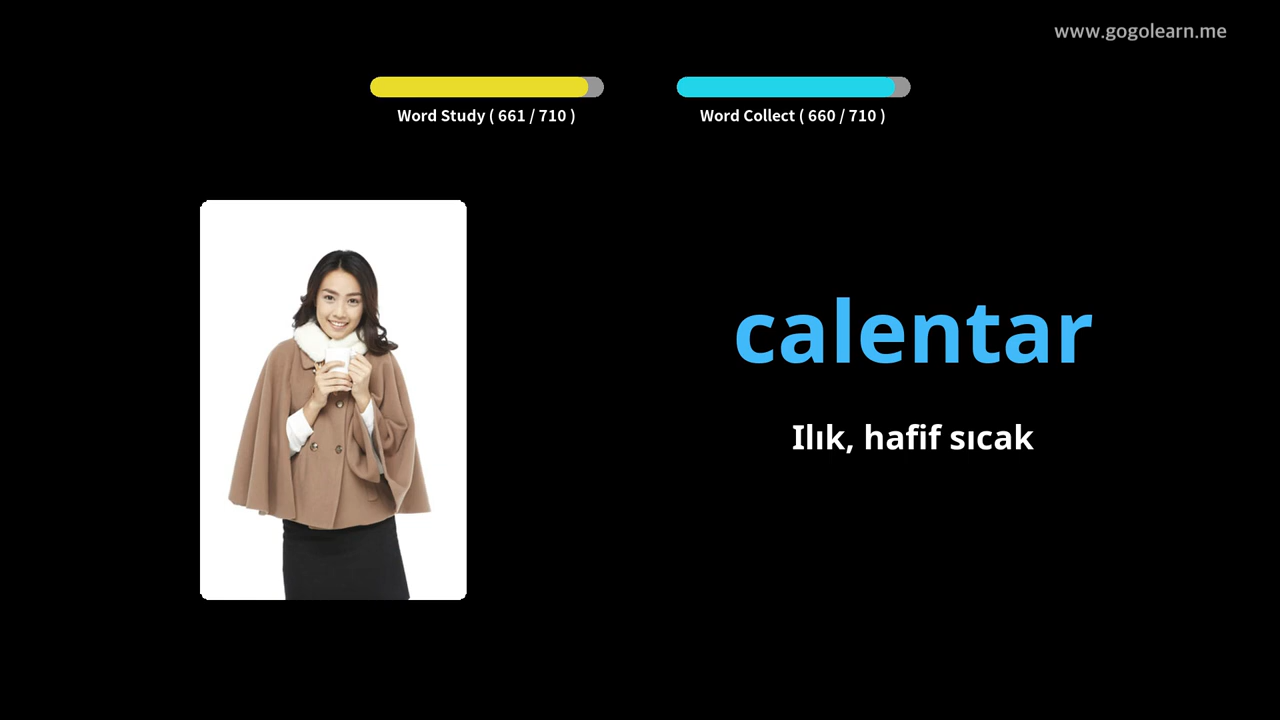 www.gogolearn.me
Word Study ( 661 / 710 )
Word Collect ( 660 / 710 )
calentar
Ilık, hafif sıcak